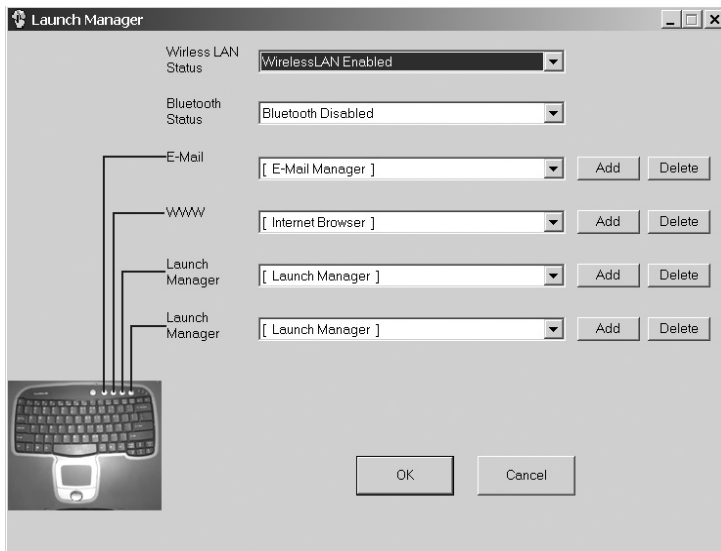 Launch Manager
Wirless LAN
Status
WirelessLAN Enabled
Bluetooth
Status
Bluetooth Disabled
E-Mail
[ E-Mail Manager ]
Add
Delete
WWW
[ Internet Browser ]
Add
Delete
Launch
Manager
[ Launch Manager ]
Add
Delete
Launch
Manager
[ Launch Manager ]
Add
Delete
OK
Cancel